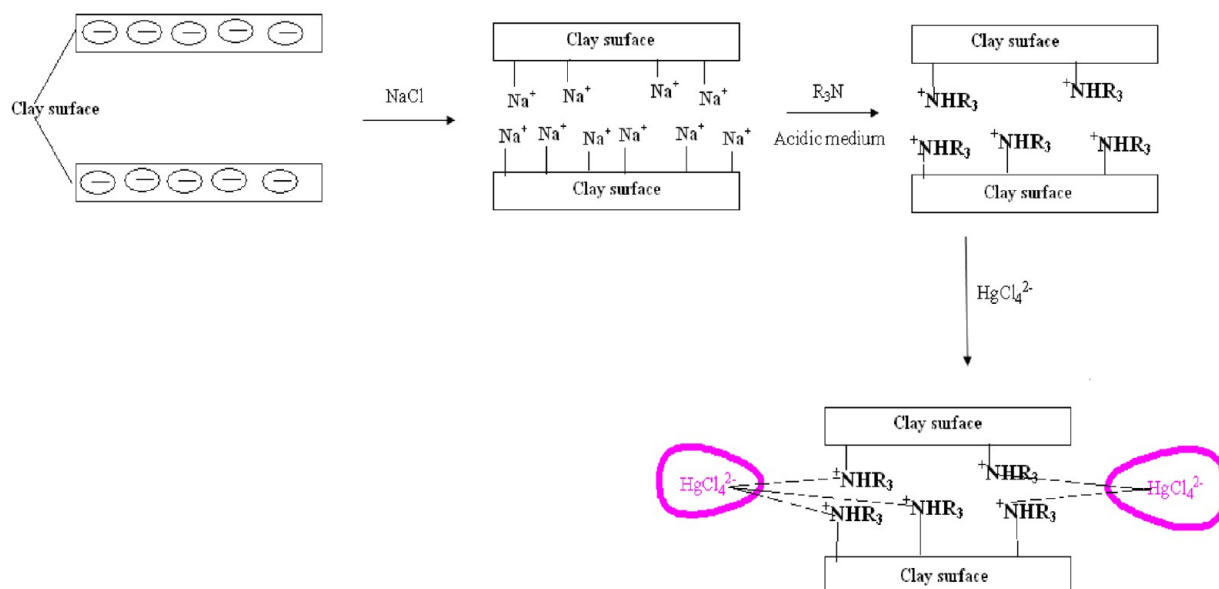 Clay surface
NaCl
Clay surface
Na⁺ Na⁺ Na⁺ Na⁺
Na⁺ Na⁺ Na⁺ Na⁺ Na⁺ Na⁺
Clay surface
R₃N
Acidic medium
Clay surface
⁺NHR₃ ⁺NHR₃
⁺NHR₃ ⁺NHR₃ ⁺NHR₃
Clay surface
HgCl₄²⁻
Clay surface
HgCl₄²⁻ ⁺NHR₃ ⁺NHR₃ HgCl₄²⁻
⁺NHR₃ ⁺NHR₃ ⁺NHR₃
Clay surface